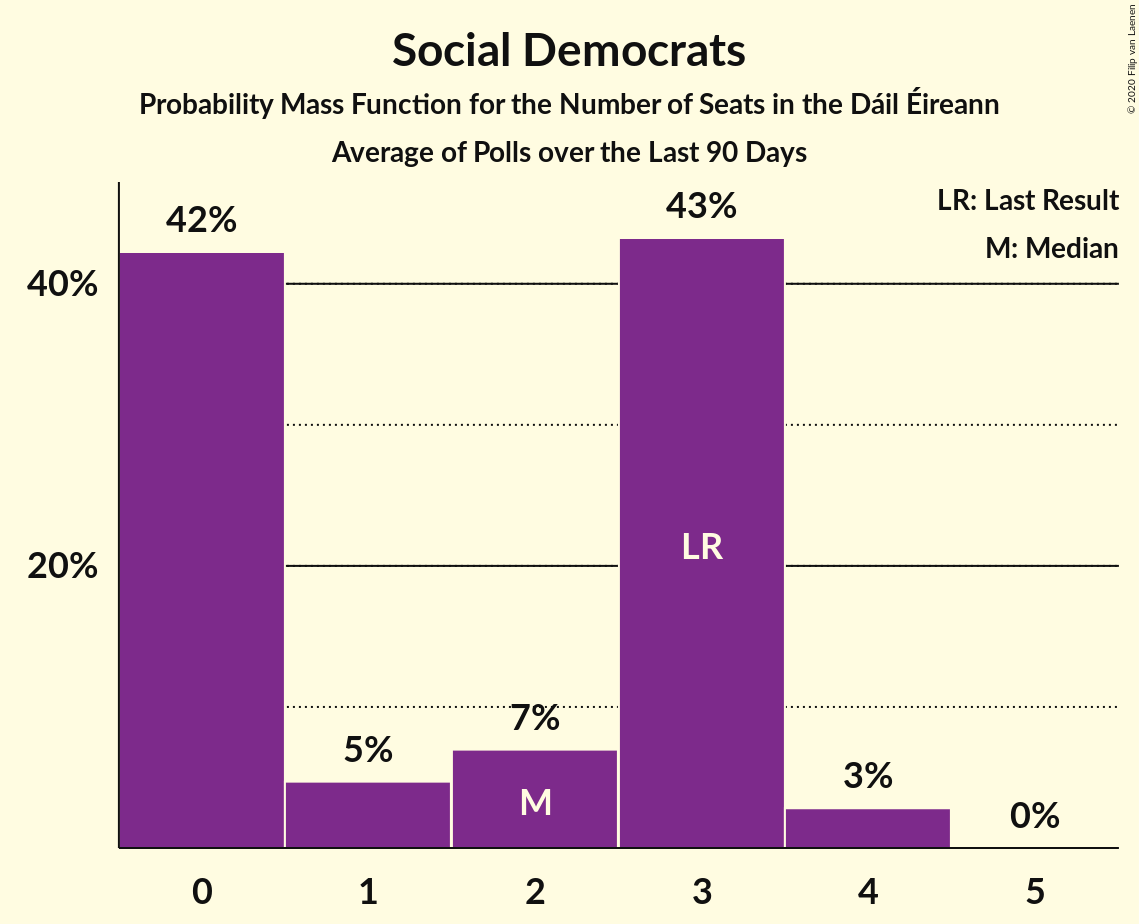 Social Democrats
Probability Mass Function for the Number of Seats in the Dáil Éireann
Average of Polls over the Last 90 Days
© 2020 Filip van Laenen
LR: Last Result
M: Median
42%
5%
7%
43%
3%
0%
40%
20%
LR
M
0 1 2 3 4 5